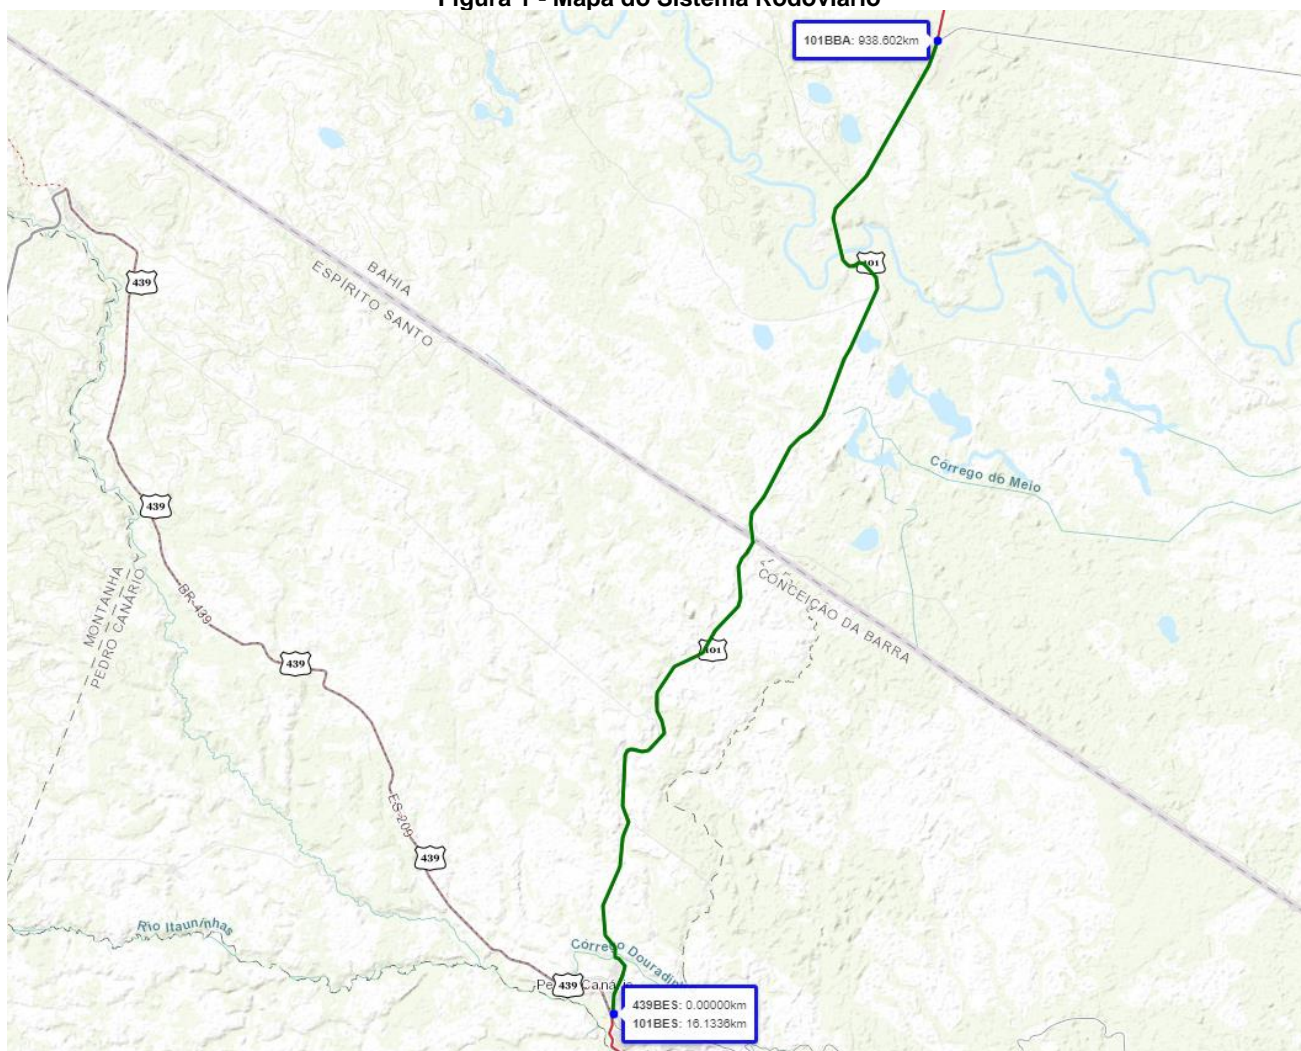 Figura 1 - Mapa do Sistema Rodoviário
101BBA: 938.602km
101
BAHIA
ESPÍRITO SANTO
439
Córrego do Meio
439
CONCEIÇÃO DA BARRA
MONTANHA
PEDRO CANÁRIO
BR-439
101
439
ES-209
439
Rio Itauninhas
Córrego Douradinho
439
439BES: 0.00000km
101BES: 16.1336km